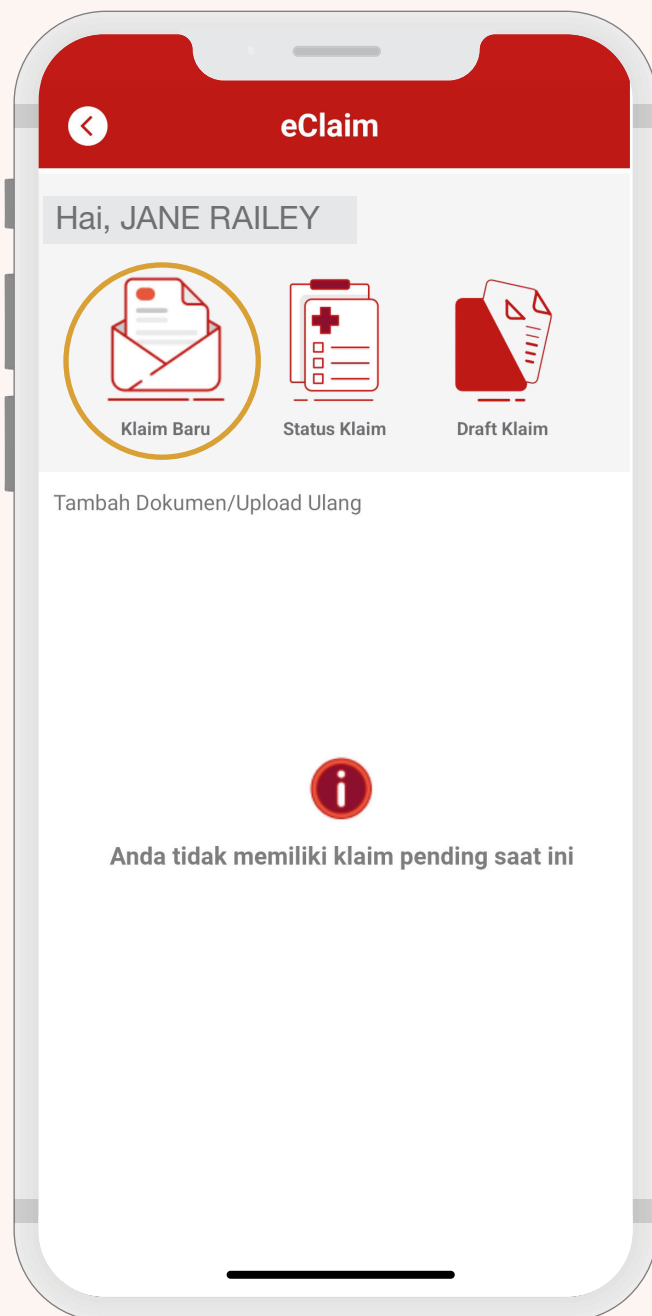 eClaim
Hai, JANE RAILEY
Klaim Baru
Status Klaim
Draft Klaim
Tambah Dokumen/Upload Ulang
Anda tidak memiliki klaim pending saat ini